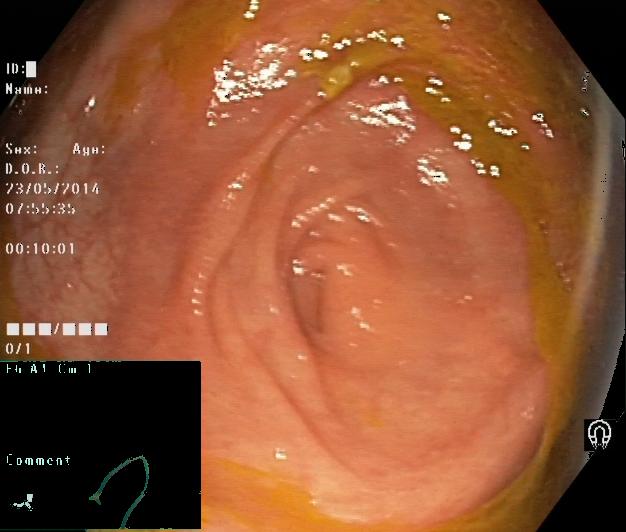 ID:
Name:
Sex: Age:
D.O.B.:
23/05/2014
07:55:35
00:10:01
0/1
Comment